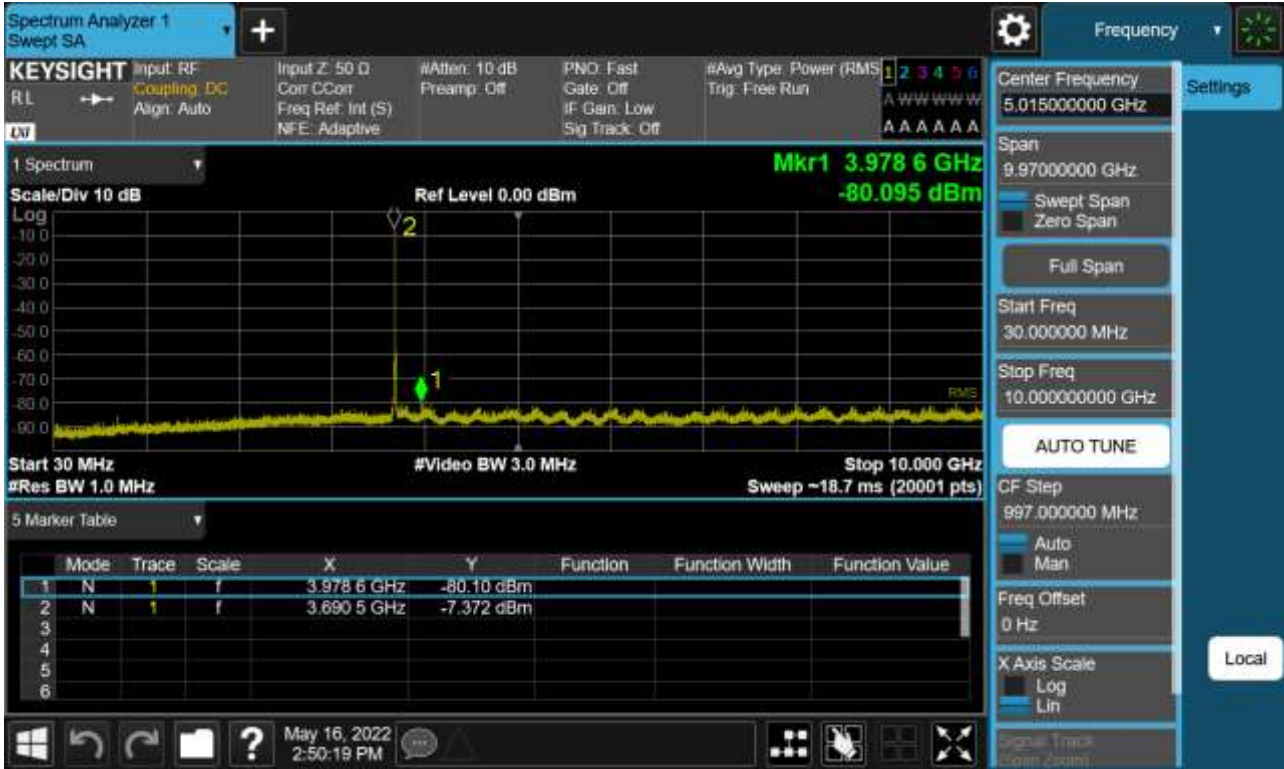 Spectrum Analyzer 1
Swept SA
+
Frequency
KEYSIGHT
RL
LXI
Input: RF
Coupling: DC
Align: Auto
Input Z: 50 Ω
Corr CCorr
Freq Ref: Int (S)
NFE: Adaptive
#Atten: 10 dB
Preamp: Off
PNO: Fast
Gate: Off
IF Gain: Low
Sig Track: Off
#Avg Type: Power (RMS
Trig: Free Run
1 2 3 4 5 6
A W W W W W
A A A A A A
1 Spectrum
Mkr1 3.978 6 GHz
-80.095 dBm
Scale/Div 10 dB
Ref Level 0.00 dBm
Log
-10.0
-20.0
-30.0
-40.0
-50.0
-60.0
-70.0
-80.0
-90.0
2
1
RMS
Start 30 MHz
#Video BW 3.0 MHz
Stop 10.000 GHz
#Res BW 1.0 MHz
Sweep ~18.7 ms (20001 pts)
5 Marker Table
Mode Trace Scale X Y Function Function Width Function Value
1 N 1 f 3.978 6 GHz -80.10 dBm
2 N 1 f 3.690 5 GHz -7.372 dBm
3
4
5
6
May 16, 2022
2:50:19 PM
?
Center Frequency
5.015000000 GHz
Settings
Span
9.97000000 GHz
Swept Span
Zero Span
Full Span
Start Freq
30.000000 MHz
Stop Freq
10.000000000 GHz
AUTO TUNE
CF Step
997.000000 MHz
Auto
Man
Freq Offset
0 Hz
X Axis Scale
Log
Lin
Local
Signal Track
(Span Zoom)